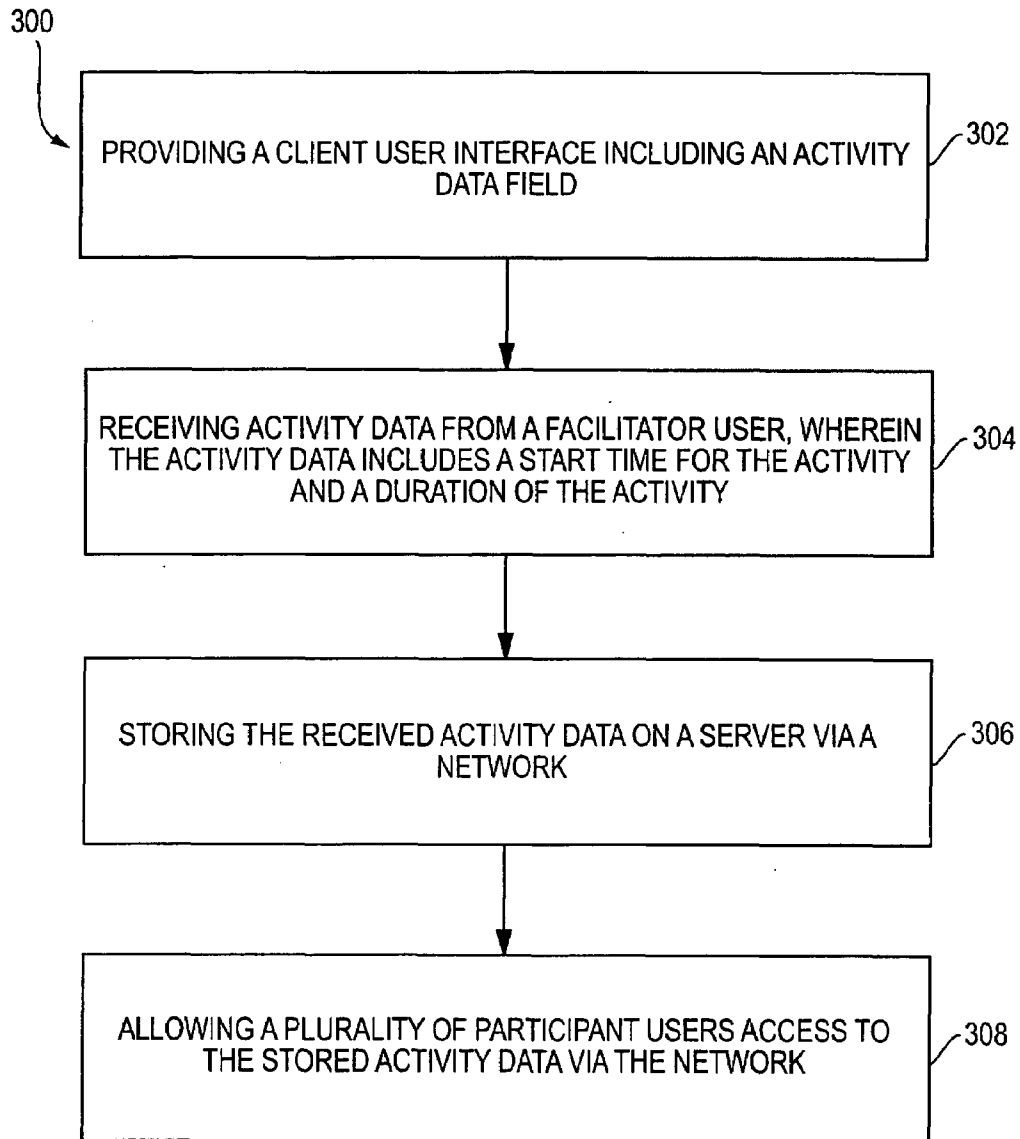 300
PROVIDING A CLIENT USER INTERFACE INCLUDING AN ACTIVITY
DATA FIELD
302
RECEIVING ACTIVITY DATA FROM A FACILITATOR USER, WHEREIN
THE ACTIVITY DATA INCLUDES A START TIME FOR THE ACTIVITY
AND A DURATION OF THE ACTIVITY
304
STORING THE RECEIVED ACTIVITY DATA ON A SERVER VIA A
NETWORK
306
ALLOWING A PLURALITY OF PARTICIPANT USERS ACCESS TO
THE STORED ACTIVITY DATA VIA THE NETWORK
308